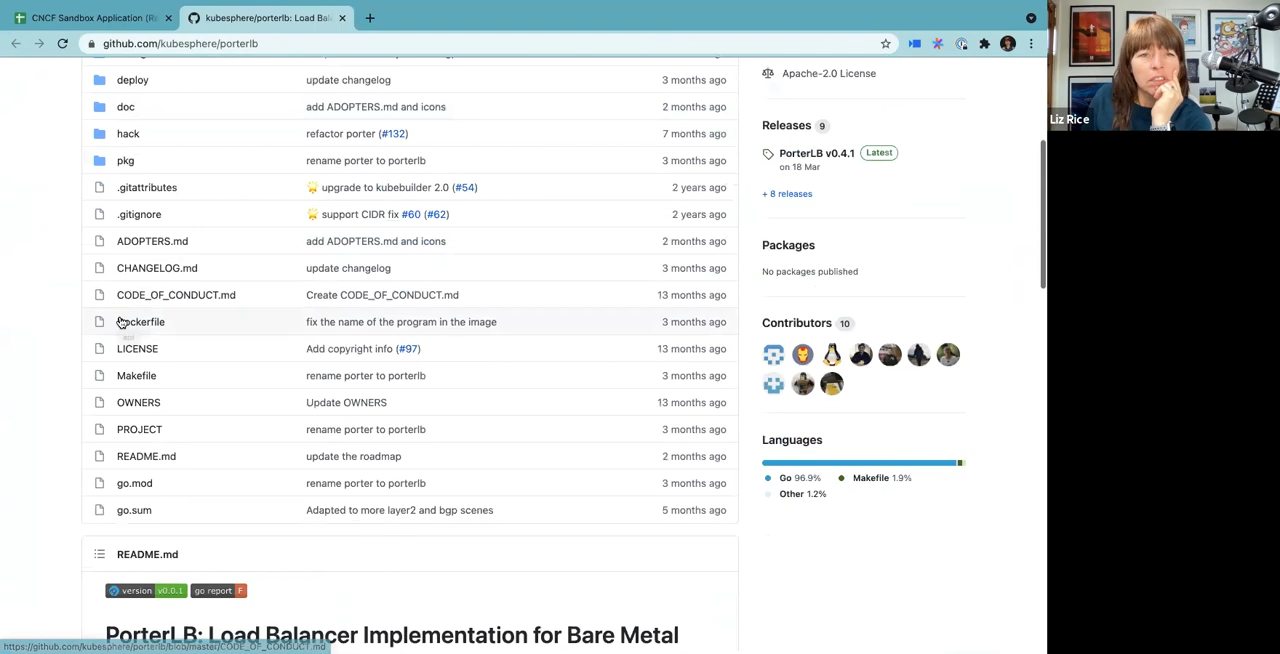 CNCF Sandbox Application (R
kubesphere/porterlb: Load Bal
github.com/kubesphere/porterlb
deploy update changelog 3 months ago
doc add ADOPTERS.md and icons 2 months ago
hack refactor porter (#132) 7 months ago
pkg rename porter to porterlb 3 months ago
.gitattributes upgrade to kubebuilder 2.0 (#54) 2 years ago
.gitignore support CIDR fix #60 (#62) 2 years ago
ADOPTERS.md add ADOPTERS.md and icons 2 months ago
CHANGELOG.md update changelog 3 months ago
CODE_OF_CONDUCT.md Create CODE_OF_CONDUCT.md 13 months ago
ockerfile fix the name of the program in the image 3 months ago
LICENSE Add copyright info (#97) 13 months ago
Makefile rename porter to porterlb 3 months ago
OWNERS Update OWNERS 13 months ago
PROJECT rename porter to porterlb 3 months ago
README.md update the roadmap 2 months ago
go.mod rename porter to porterlb 3 months ago
go.sum Adapted to more layer2 and bgp scenes 5 months ago
README.md
version v0.0.1 go report F
PorterLB: Load Balancer Implementation for Bare Metal
https://github.com/kubesphere/porterlb/blob/master/CODE_OF_CONDUCT.md
Apache-2.0 License
Releases 9
PorterLB v0.4.1 Latest
on 18 Mar
+ 8 releases
Packages
No packages published
Contributors 10
Languages
Go 96.9% Makefile 1.9%
Other 1.2%
Liz Rice